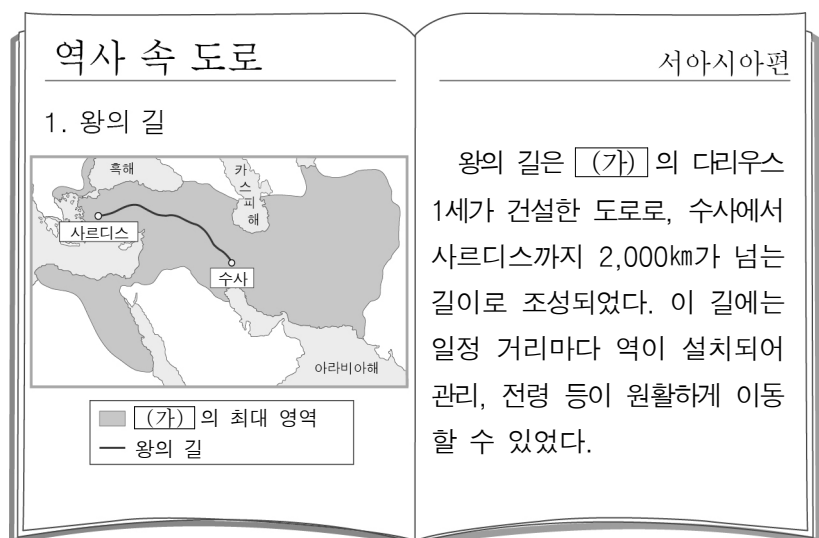 역사 속 도로
1. 왕의 길
흑해
카
스
피
해
사르디스
수사
아라비아해
(가) 의 최대 영역
왕의 길
서아시아편
왕의 길은 (가) 의 다리우스
1세가 건설한 도로로, 수사에서
사르디스까지 2,000㎞가 넘는
길이로 조성되었다. 이 길에는
일정 거리마다 역이 설치되어
관리, 전령 등이 원활하게 이동
할 수 있었다.